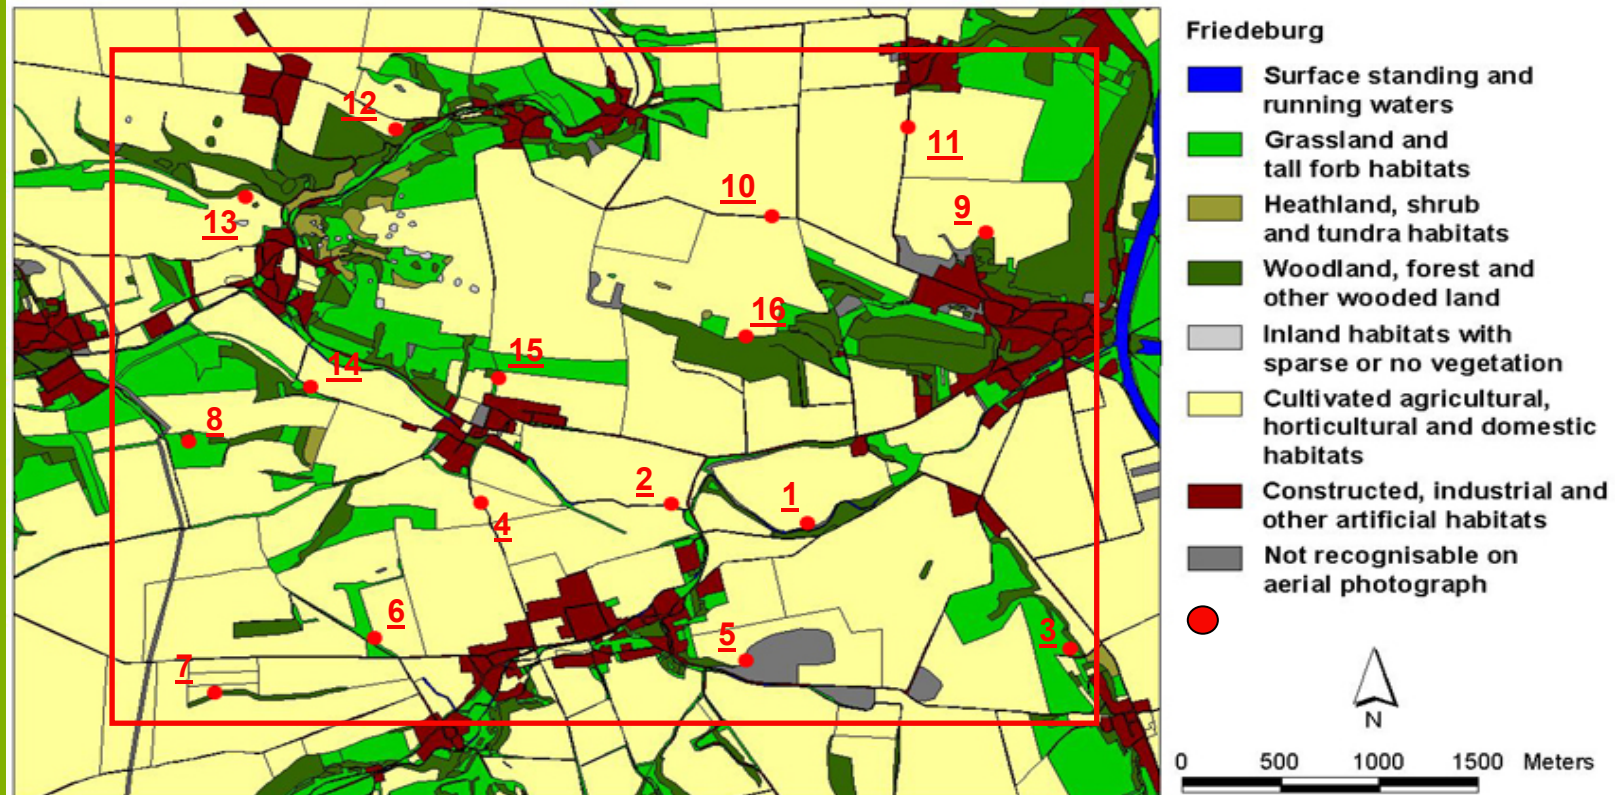 12
11
10
13
9
16
15
14
8
2
1
4
6
5
3
7
Friedeburg
Surface standing and
running waters
Grassland and
tall forb habitats
Heathland, shrub
and tundra habitats
Woodland, forest and
other wooded land
Inland habitats with
sparse or no vegetation
Cultivated agricultural,
horticultural and domestic
habitats
Constructed, industrial and
other artificial habitats
Not recognisable on
aerial photograph
N
0 500 1000 1500 Meters